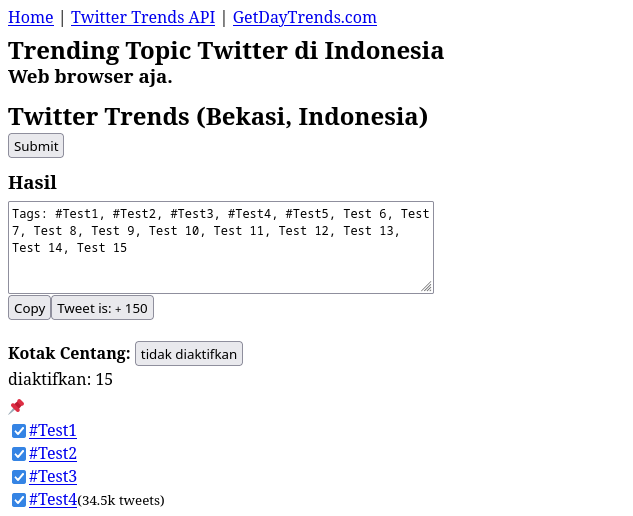 Home | Twitter Trends API | GetDayTrends.com
Trending Topic Twitter di Indonesia
Web browser aja.
Twitter Trends (Bekasi, Indonesia)
Submit
Hasil
Tags: #Test1, #Test2, #Test3, #Test4, #Test5, Test 6, Test
7, Test 8, Test 9, Test 10, Test 11, Test 12, Test 13,
Test 14, Test 15
Copy Tweet is: + 150
Kotak Centang: tidak diaktifkan
diaktifkan: 15
#Test1
#Test2
#Test3
#Test4(34.5k tweets)